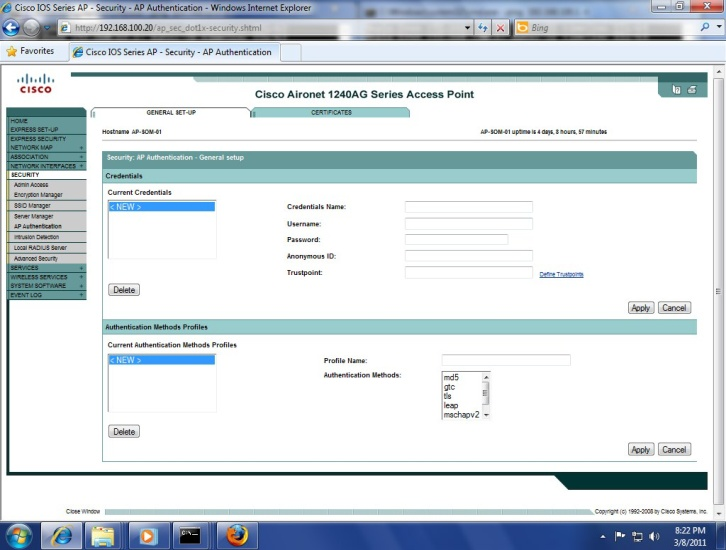 Cisco IOS Series AP - Security - AP Authentication - Windows Internet Explorer
http://192.168.100.20/ap_sec_dot1x-security.shtml
Bing
Favorites
Cisco IOS Series AP - Security - AP Authentication
CISCO
Cisco Aironet 1240AG Series Access Point
GENERAL SET-UP
CERTIFICATES
HOME
EXPRESS SET-UP
EXPRESS SECURITY
NETWORK MAP +
ASSOCIATION +
NETWORK INTERFACES +
SECURITY
Admin Access
Encryption Manager
SSID Manager
Server Manager
AP Authentication
Intrusion Detection
Local RADIUS Server
Advanced Security
SERVICES +
WIRELESS SERVICES +
SYSTEM SOFTWARE +
EVENT LOG +
Hostname AP-SOM-01
AP-SOM-01 uptime is 4 days, 8 hours, 57 minutes
Security: AP Authentication - General setup
Credentials
Current Credentials
< NEW >
Delete
Credentials Name:
Username:
Password:
Anonymous ID:
Trustpoint:
Define Trustpoints
Apply Cancel
Authentication Methods Profiles
Current Authentication Methods Profiles
< NEW >
Delete
Profile Name:
Authentication Methods:
md5
gtc
tls
leap
mschapv2
Apply Cancel
Close Window
Copyright (c) 1992-2008 by Cisco Systems, Inc.
8:22 PM
3/8/2011